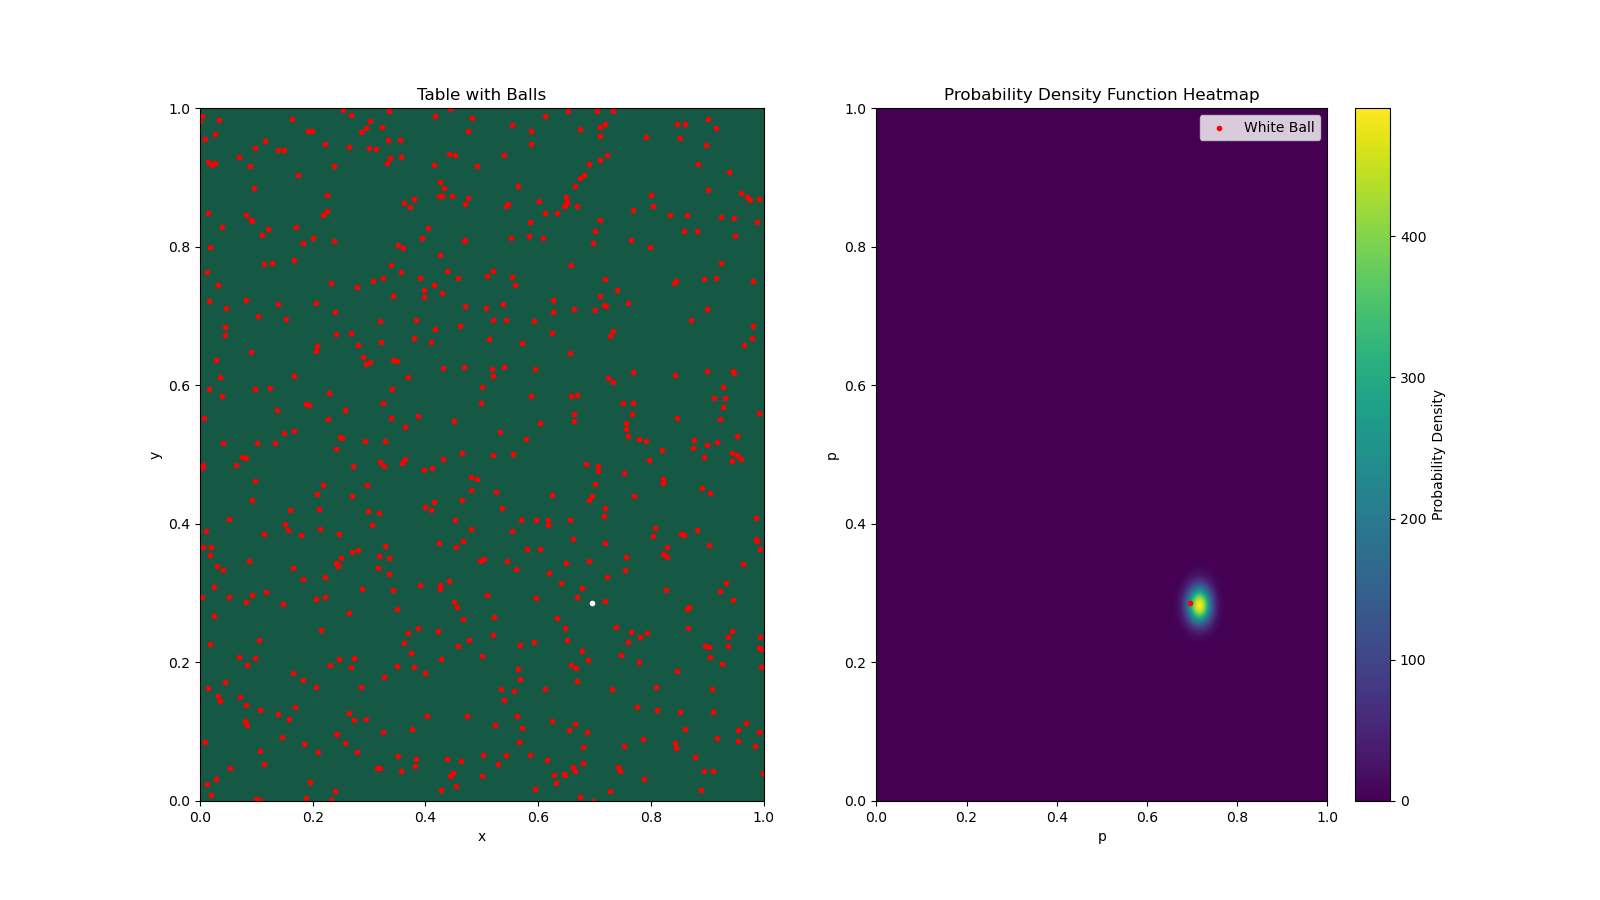 Table with Balls
1.0
0.8
0.6
0.4
0.2
0.0
y
0.0 0.2 0.4 0.6 0.8 1.0
x
Probability Density Function Heatmap
White Ball
1.0
0.8
0.6
0.4
0.2
0.0
p
0.0 0.2 0.4 0.6 0.8 1.0
p
400
300
200
100
0
Probability Density